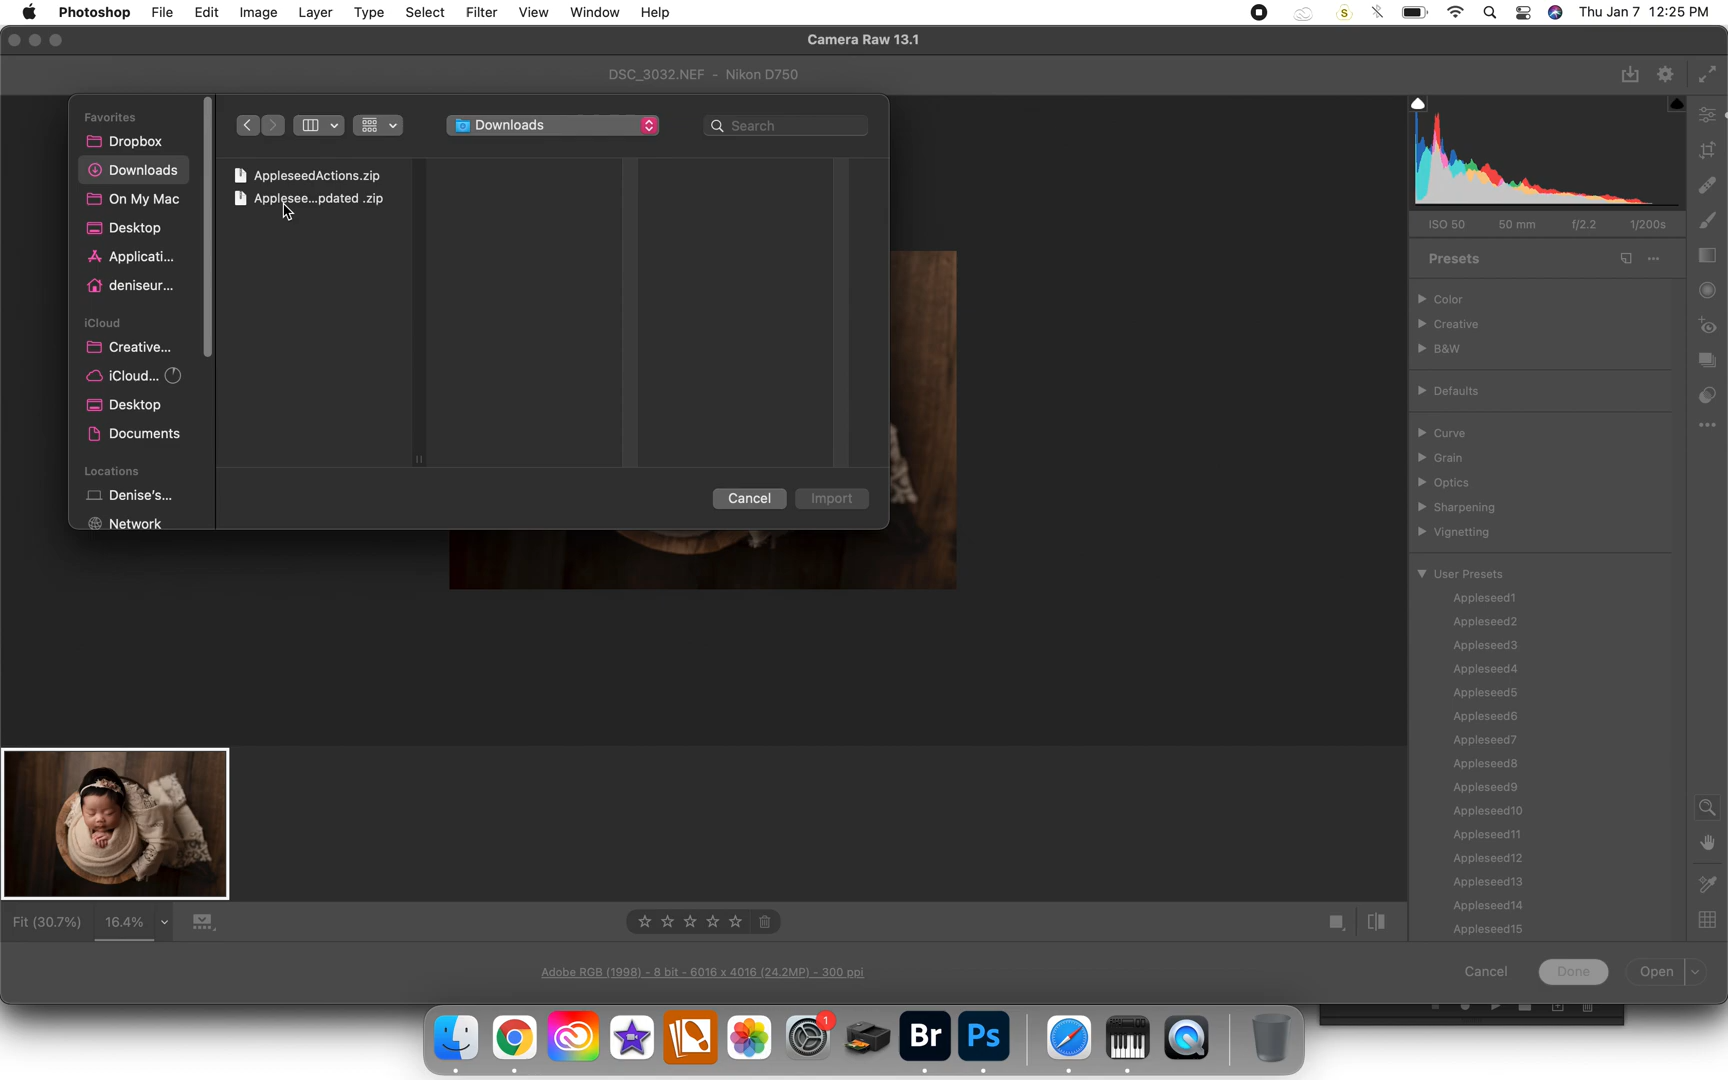 Photoshop File Edit Image Layer Type Select Filter View Window Help S Thu Jan 7 12:25 PM
Camera Raw 13.1
DSC_3032.NEF - Nikon D750
Favorites
Dropbox
Downloads
On My Mac
Desktop
Applicati...
deniseur...
iCloud
Creative...
iCloud...
Desktop
Documents
Locations
Denise's...
Network
Downloads
Search
AppleseedActions.zip
Applesee...pdated .zip
Cancel Import
ISO 50 50 mm f/2.2 1/200s
Presets
Color
Creative
B&W
Defaults
Curve
Grain
Optics
Sharpening
Vignetting
User Presets
Appleseed1
Appleseed2
Appleseed3
Appleseed4
Appleseed5
Appleseed6
Appleseed7
Appleseed8
Appleseed9
Appleseed10
Appleseed11
Appleseed12
Appleseed13
Appleseed14
Appleseed15
Fit (30.7%) 16.4%
Adobe RGB (1998) - 8 bit - 6016 x 4016 (24.2MP) - 300 ppi
Cancel Done Open
1
Br Ps